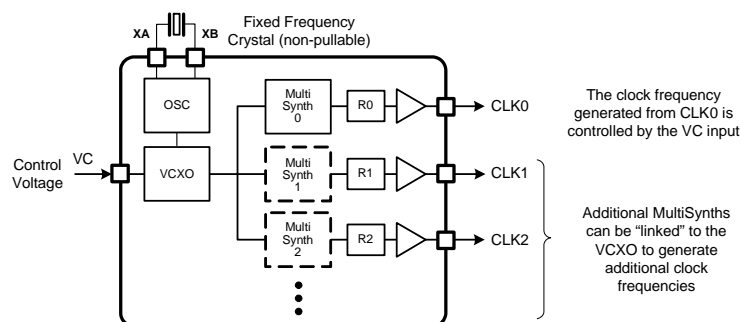 Fixed Frequency
Crystal (non-pullable)
XA
XB
OSC
Multi
Synth
0
R0
CLK0
The clock frequency
generated from CLK0 is
controlled by the VC input
Control
Voltage
VC
VCXO
Multi
Synth
1
R1
CLK1
Multi
Synth
2
R2
CLK2
Additional MultiSynths
can be “linked” to the
VCXO to generate
additional clock
frequencies